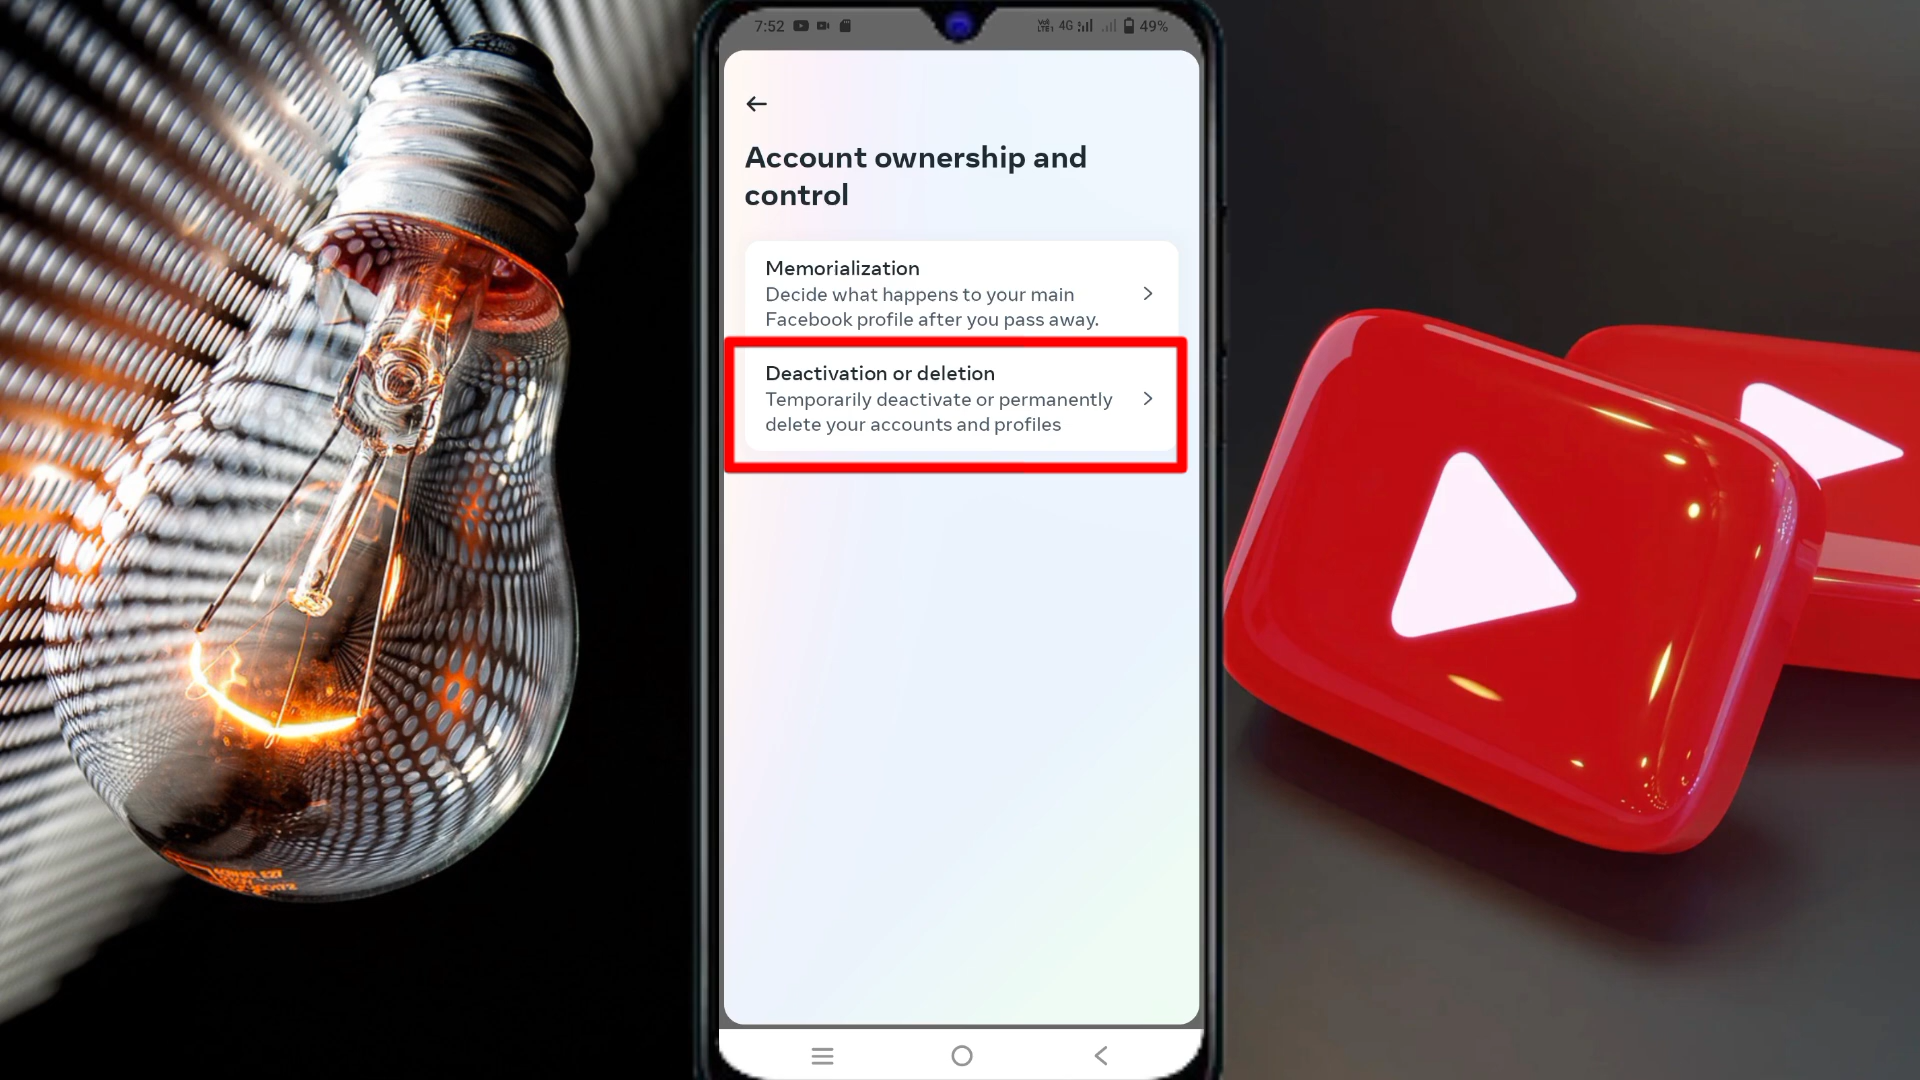 7:52
4G
49%
Account ownership and
control
Memorialization
Decide what happens to your main
Facebook profile after you pass away.
Deactivation or deletion
Temporarily deactivate or permanently
delete your accounts and profiles